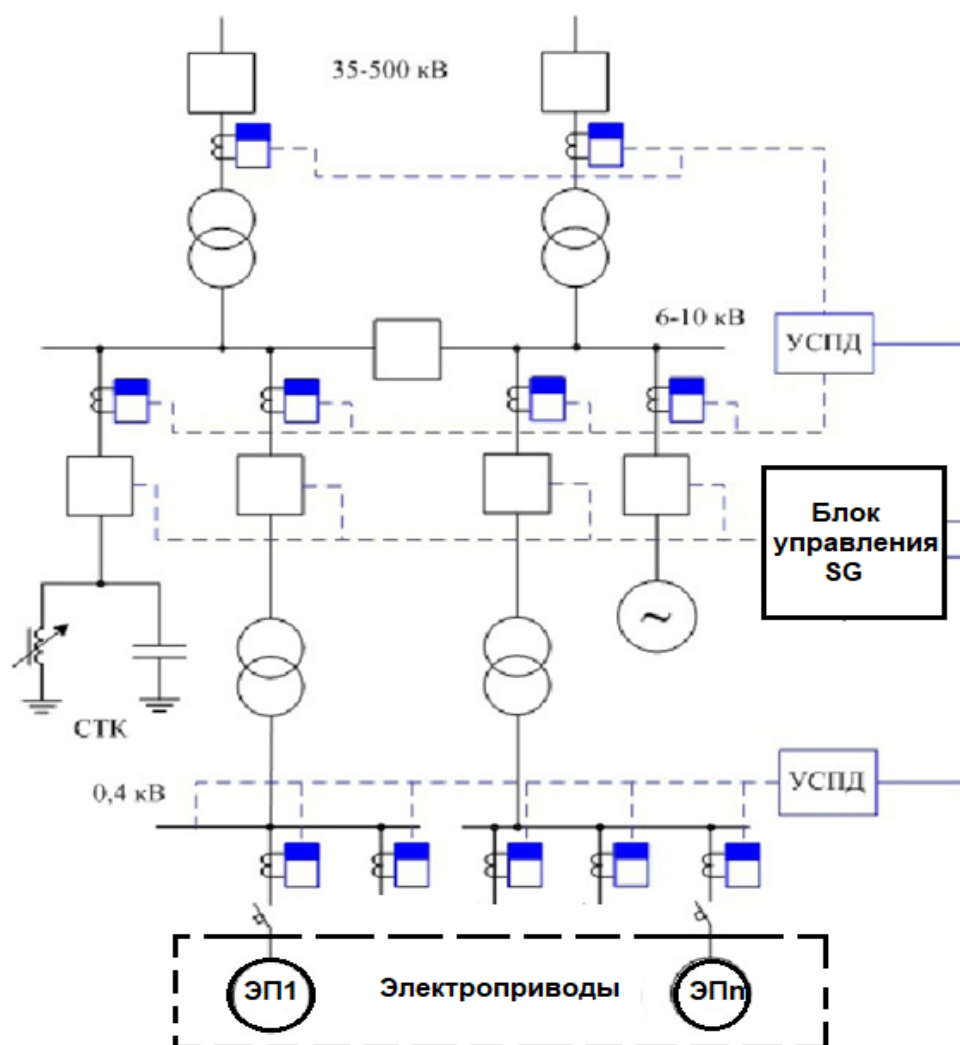 35-500 кВ
6-10 кВ
УСПД
Блок
управления
SG
~
СТК
УСПД
0,4 кВ
ЭП1
Электроприводы
ЭПn